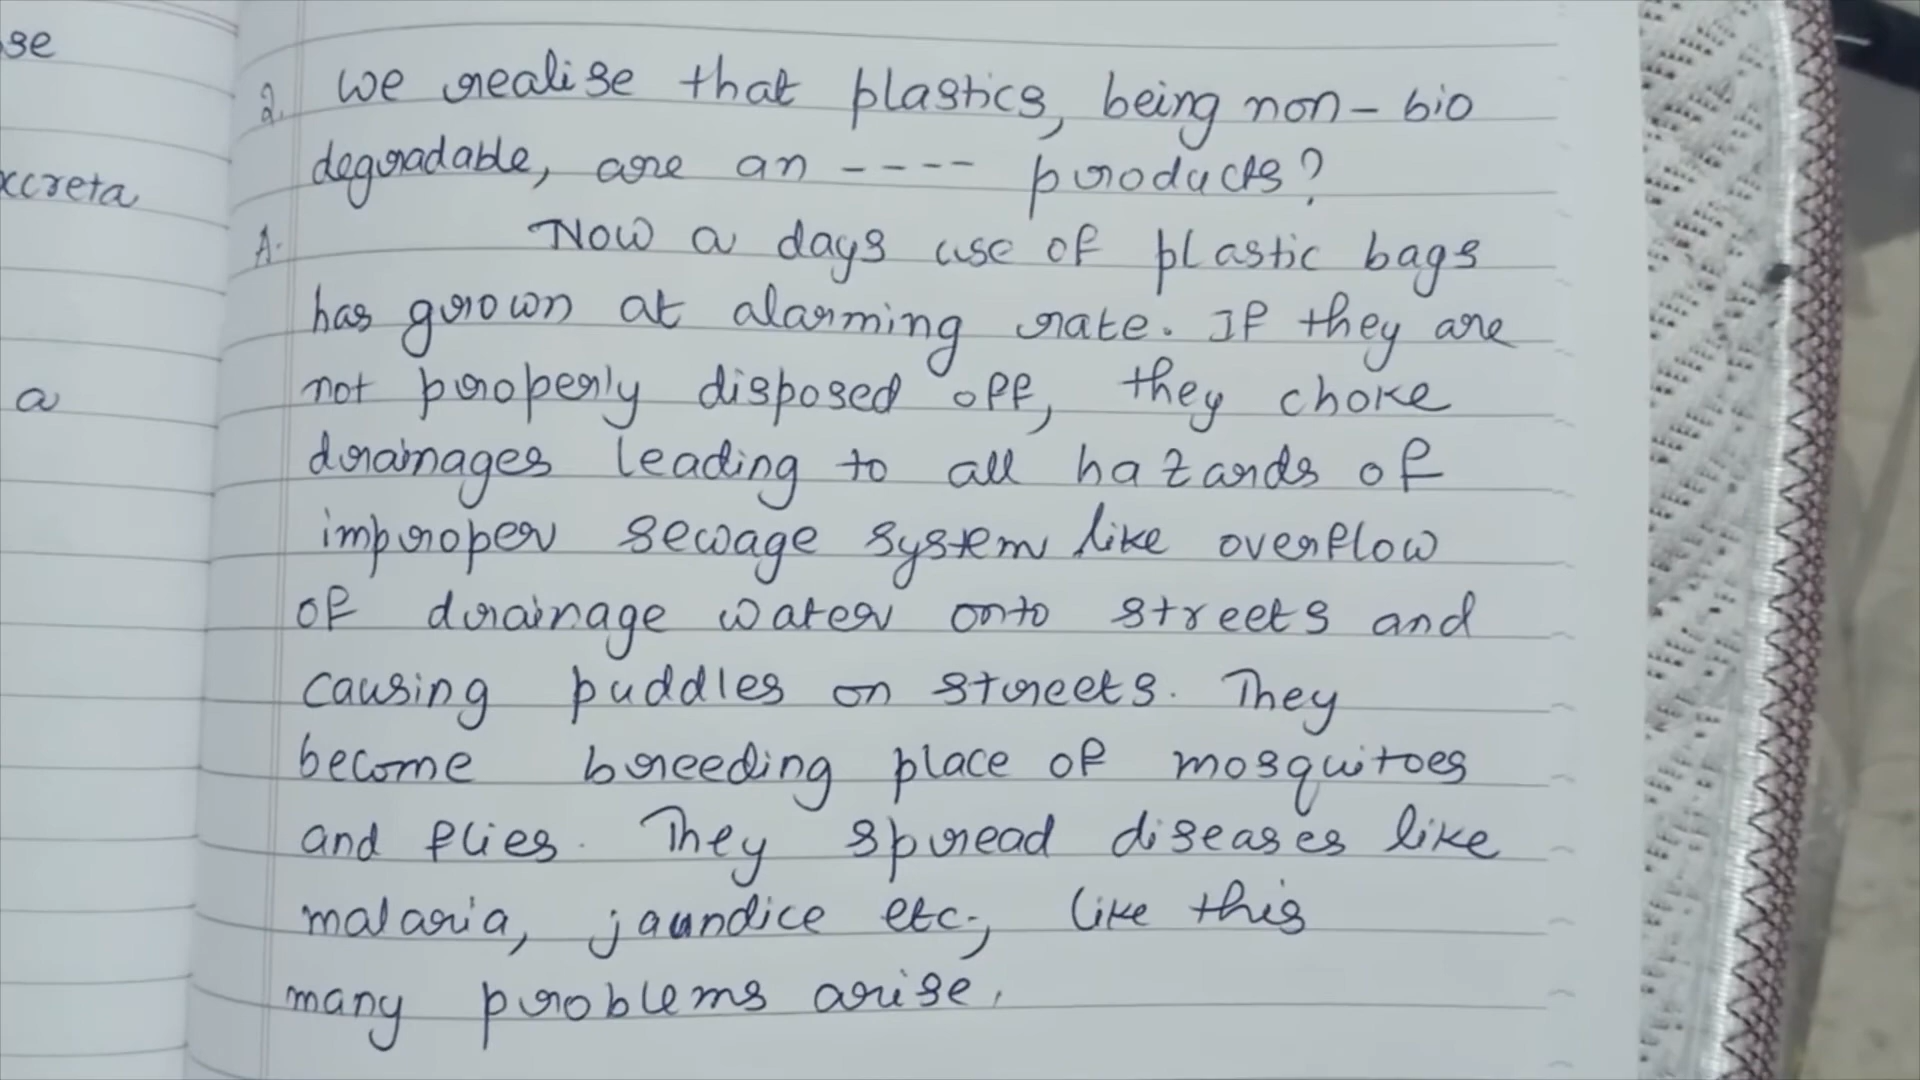 se
xcreta
a
2. We realise that plastics, being non-bio
degradable, are an ---- products?
A. Now a days use of plastic bags
has grown at alarming rate. If they are
not properly disposed off, they choke
drainages leading to all hazards of
improper sewage system like overflow
of drainage water onto streets and
causing puddles on streets. They
become breeding place of mosquitoes
and flies. They spread diseases like
malaria, jaundice etc., like this
many problems arise.